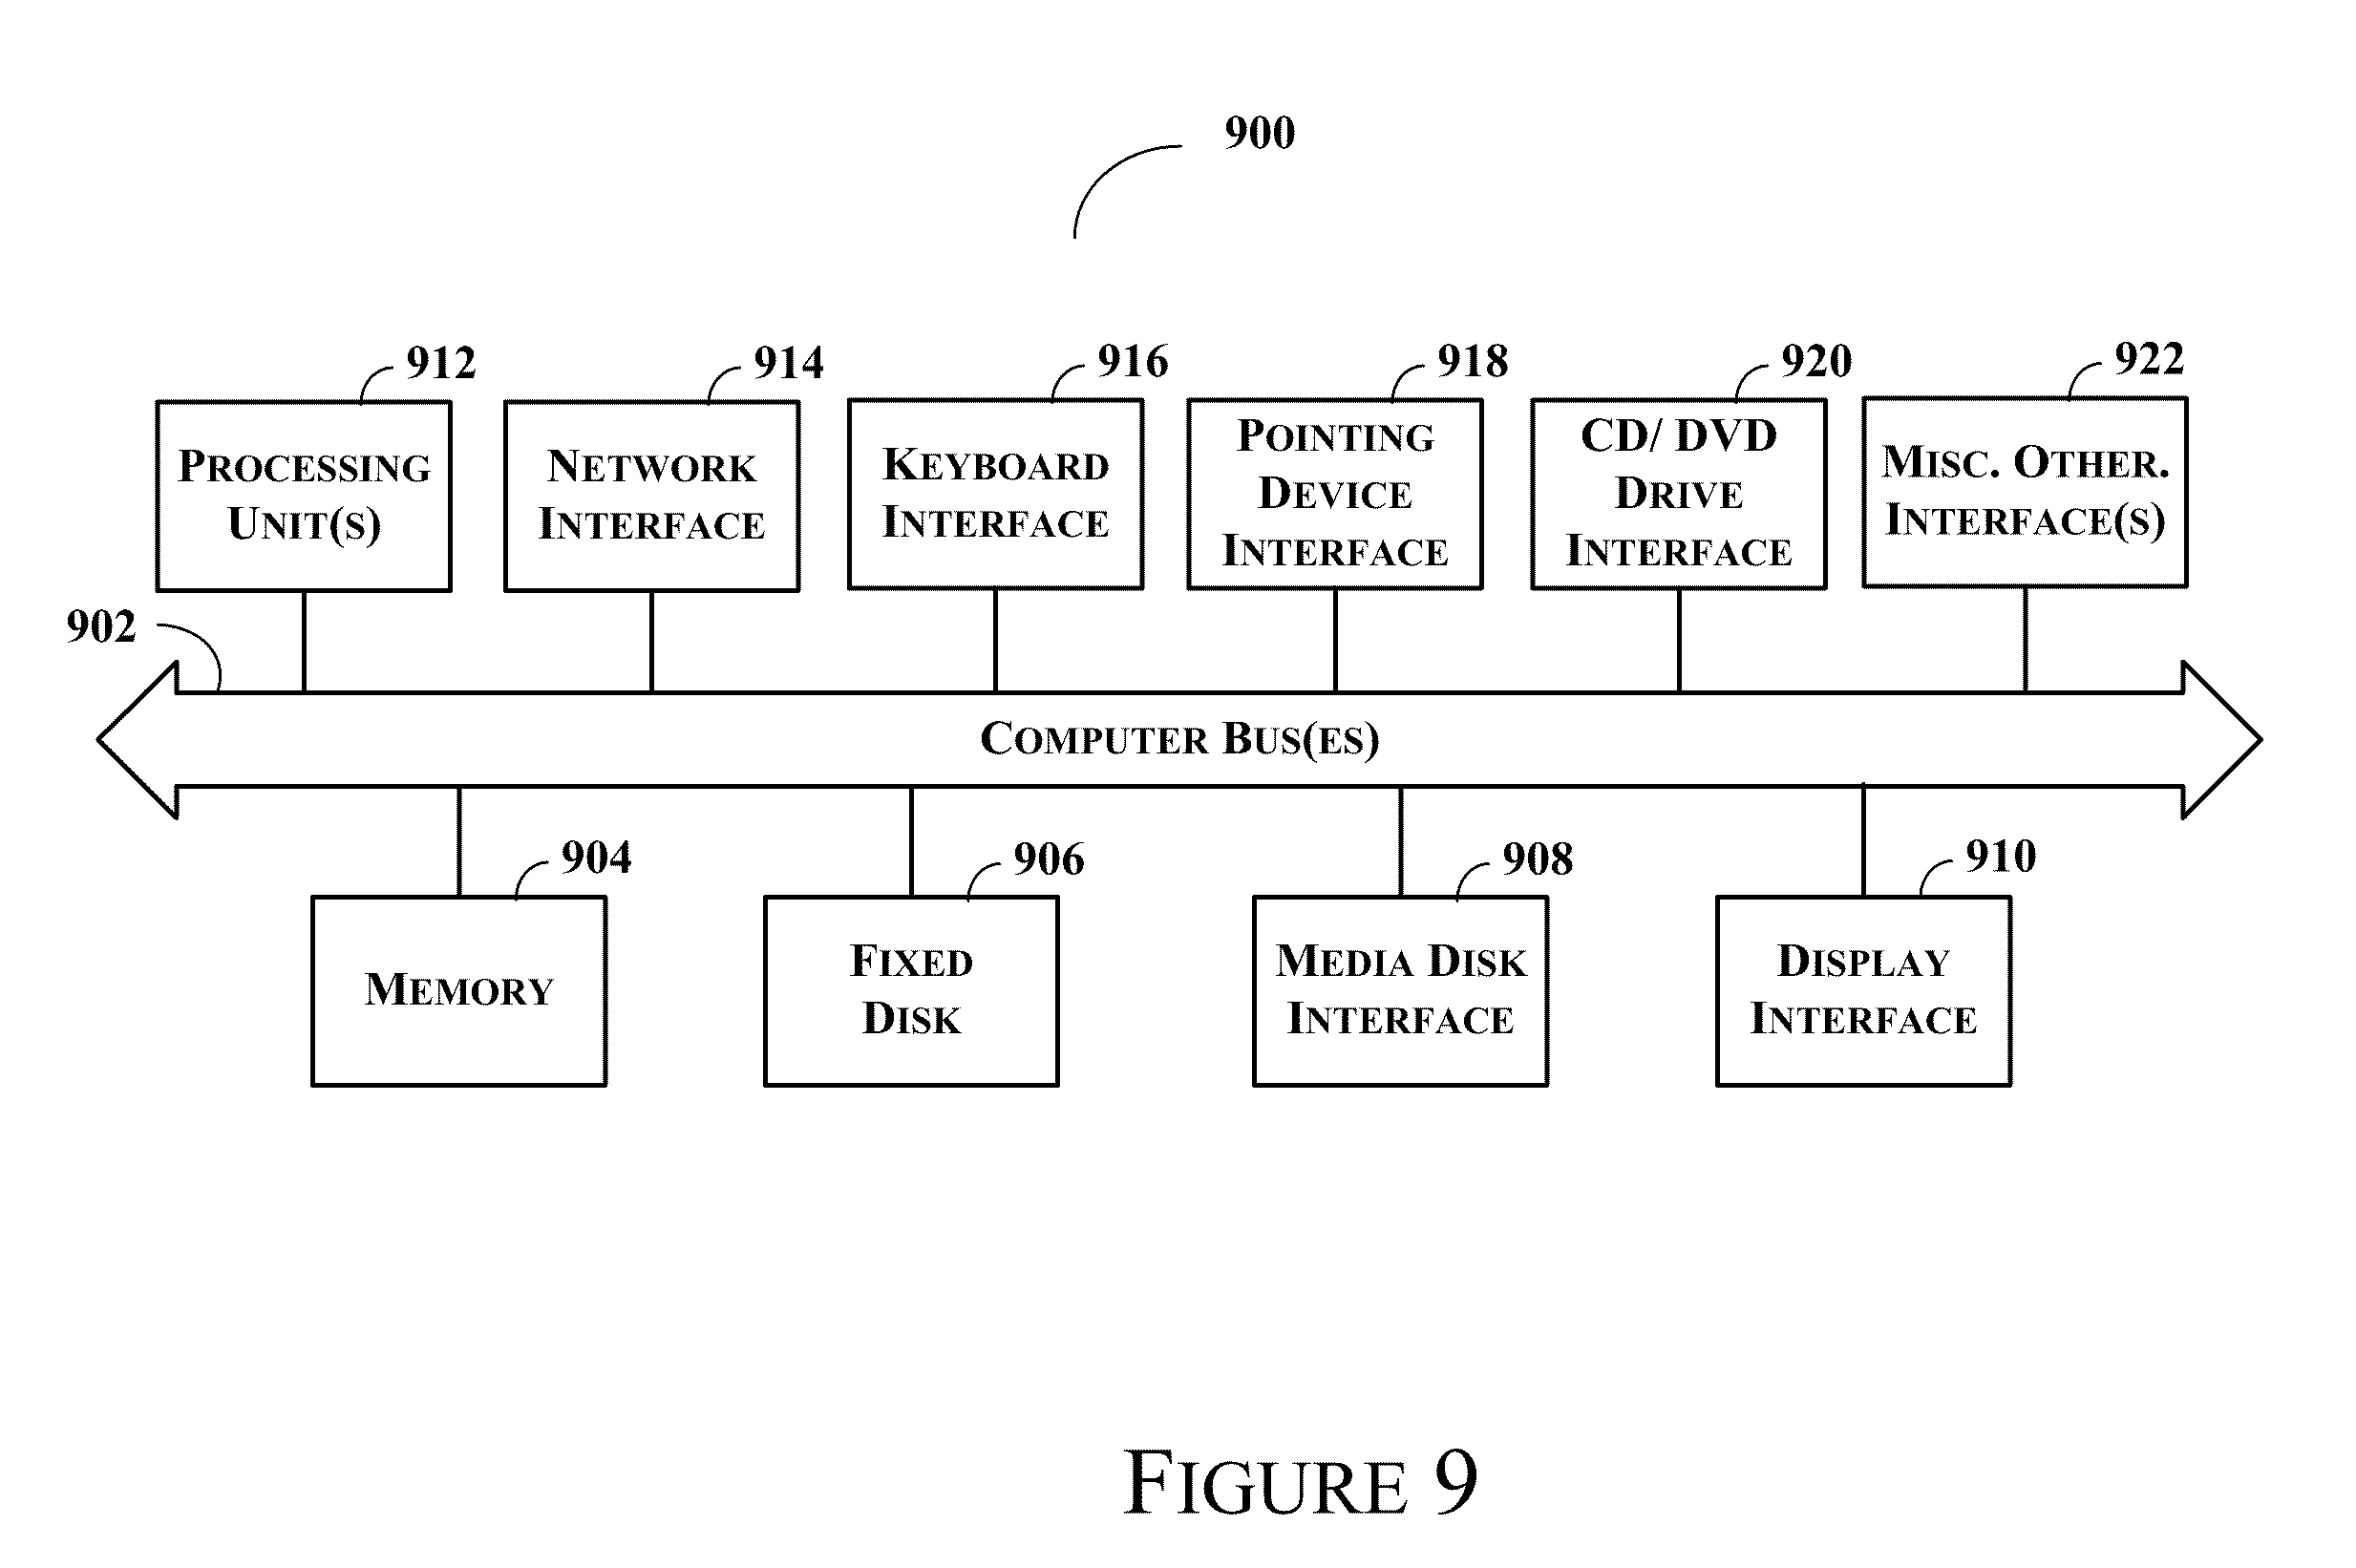 900
912
914
916
918
920
922
PROCESSING
UNIT(S)
NETWORK
INTERFACE
KEYBOARD
INTERFACE
POINTING
DEVICE
INTERFACE
CD/ DVD
DRIVE
INTERFACE
MISC. OTHER.
INTERFACE(S)
902
COMPUTER BUS(ES)
904
906
908
910
MEMORY
FIXED
DISK
MEDIA DISK
INTERFACE
DISPLAY
INTERFACE
FIGURE 9